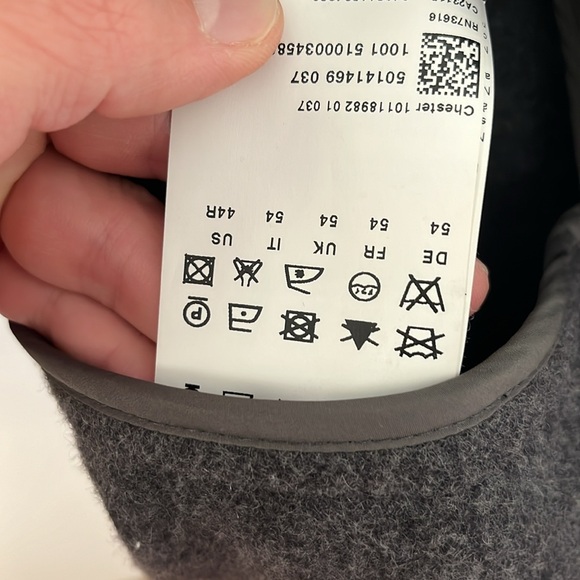 DE FR UK IT US
54 54 54 54 44R
Chester 10118982 01 037
50141469 037
1001 510003458
RN73616